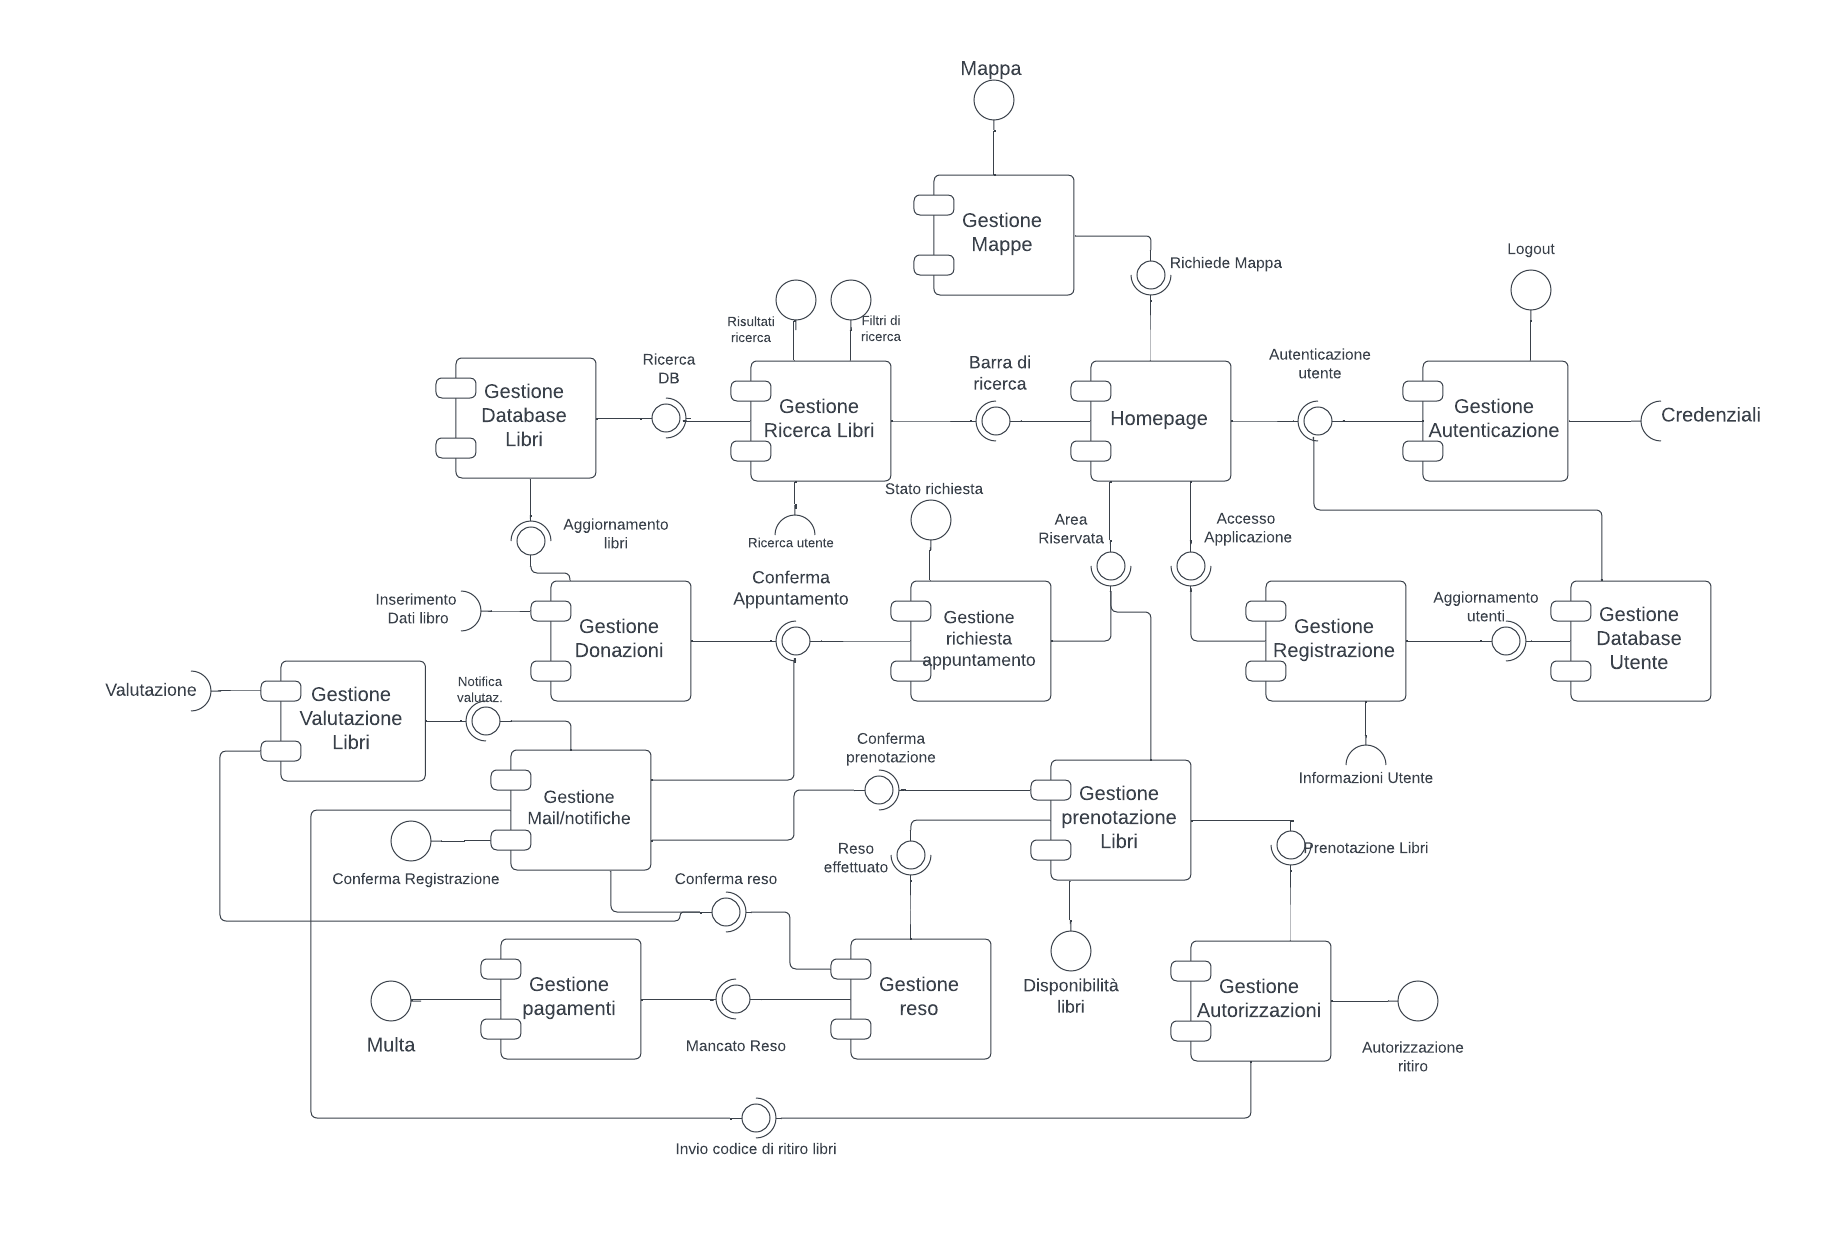 Mappa
Gestione
Mappe
Richiede Mappa
Logout
Risultati
ricerca
Filtri di
ricerca
Ricerca
DB
Barra di
ricerca
Autenticazione
utente
Gestione
Database
Libri
Gestione
Ricerca Libri
Homepage
Gestione
Autenticazione
Credenziali
Stato richiesta
Aggiornamento
libri
Ricerca utente
Area
Riservata
Accesso
Applicazione
Conferma
Appuntamento
Inserimento
Dati libro
Gestione
Donazioni
Gestione
richiesta
appuntamento
Gestione
Registrazione
Aggiornamento
utenti
Gestione
Database
Utente
Valutazione
Gestione
Valutazione
Libri
Notifica
valutaz.
Conferma
prenotazione
Informazioni Utente
Gestione
Mail/notifiche
Gestione
prenotazione
Libri
Reso
effettuato
Prenotazione Libri
Conferma Registrazione
Conferma reso
Gestione
pagamenti
Gestione
reso
Disponibilità
libri
Gestione
Autorizzazioni
Multa
Mancato Reso
Autorizzazione
ritiro
Invio codice di ritiro libri